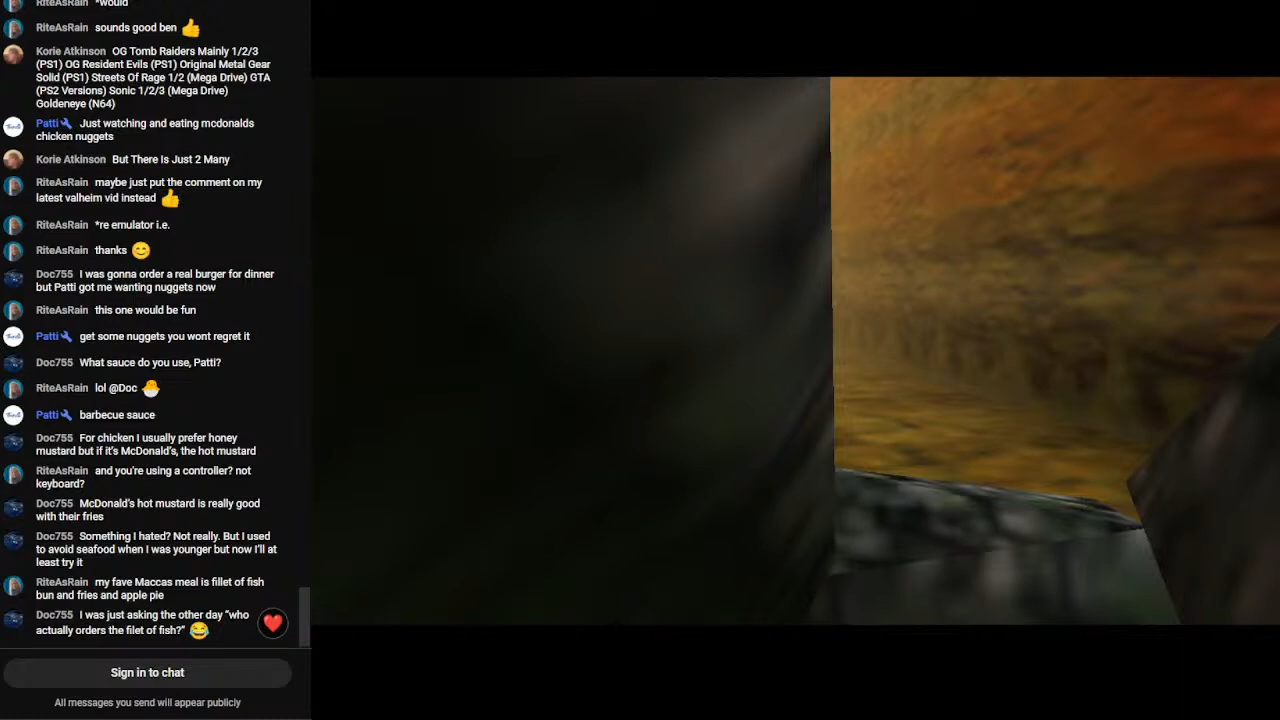 RiteAsRain *would
RiteAsRain sounds good ben 👍
Korie Atkinson OG Tomb Raiders Mainly 1/2/3
(PS1) OG Resident Evils (PS1) Original Metal Gear
Solid (PS1) Streets Of Rage 1/2 (Mega Drive) GTA
(PS2 Versions) Sonic 1/2/3 (Mega Drive)
Goldeneye (N64)
Patti Just watching and eating mcdonalds
chicken nuggets
Korie Atkinson But There Is Just 2 Many
RiteAsRain maybe just put the comment on my
latest valheim vid instead 👍
RiteAsRain *re emulator i.e.
RiteAsRain thanks 😊
Doc755 I was gonna order a real burger for dinner
but Patti got me wanting nuggets now
RiteAsRain this one would be fun
Patti get some nuggets you wont regret it
Doc755 What sauce do you use, Patti?
RiteAsRain lol @Doc 🐣
Patti barbecue sauce
Doc755 For chicken I usually prefer honey
mustard but if it's McDonald's, the hot mustard
RiteAsRain and you're using a controller? not
keyboard?
Doc755 McDonald's hot mustard is really good
with their fries
Doc755 Something I hated? Not really. But I used
to avoid seafood when I was younger but now I'll at
least try it
RiteAsRain my fave Maccas meal is fillet of fish
bun and fries and apple pie
Doc755 I was just asking the other day “who
actually orders the filet of fish?” 😂
Sign in to chat
All messages you send will appear publicly